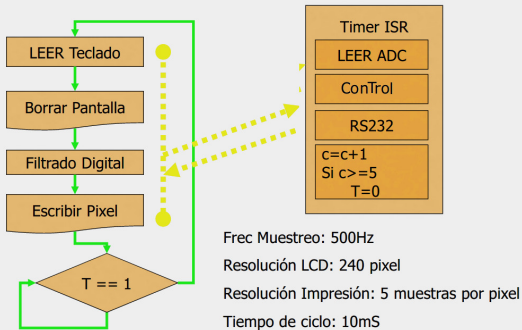 LEER Teclado
Borrar Pantalla
Filtrado Digital
Escribir Pixel
T == 1
Timer ISR
LEER ADC
ConTrol
RS232
c=c+1
Si c>=5
T=0
Frec Muestreo: 500Hz
Resolución LCD: 240 pixel
Resolución Impresión: 5 muestras por pixel
Tiempo de ciclo: 10mS